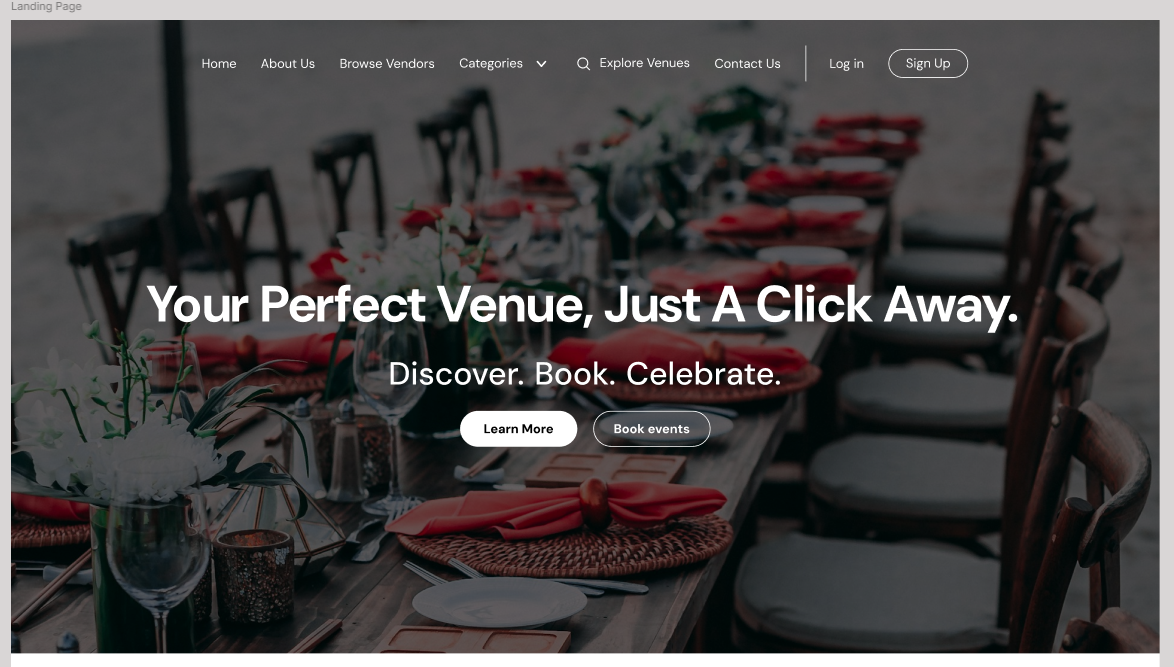 Landing Page
Home About Us Browse Vendors Categories Explore Venues Contact Us Log in Sign Up
Your Perfect Venue, Just A Click Away.
Discover. Book. Celebrate.
Learn More Book events